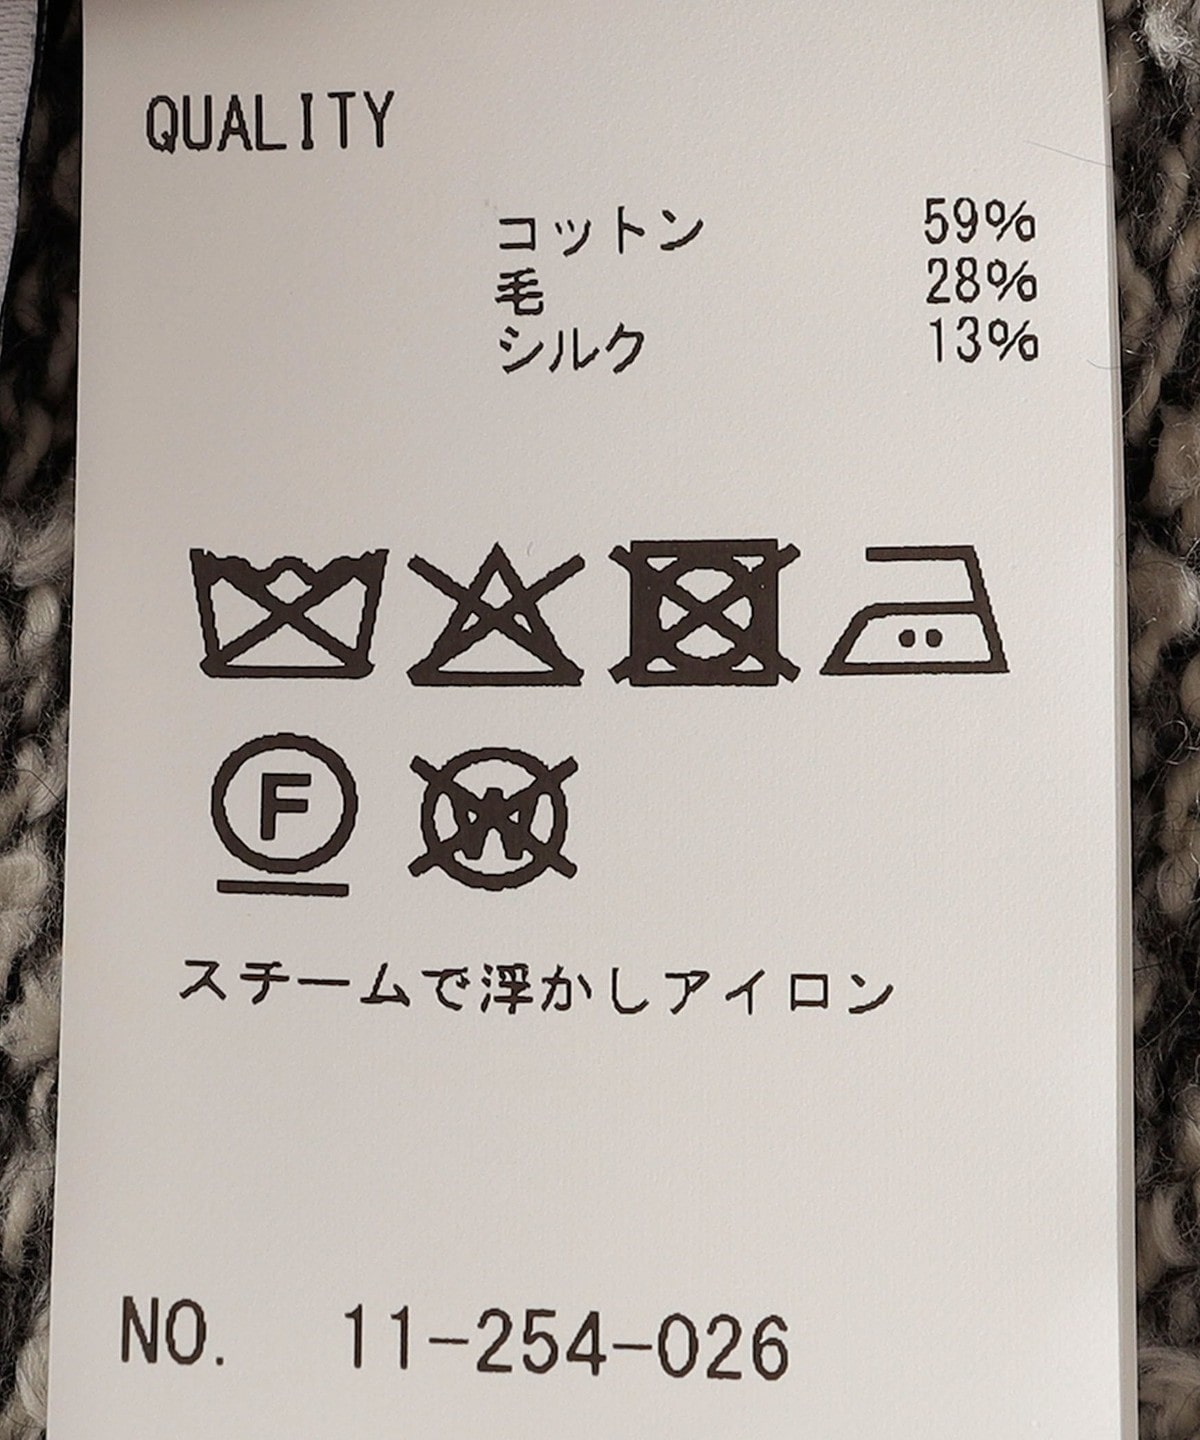 QUALITY
コットン 59%
毛 28%
シルク 13%
F
W
スチームで浮かしアイロン
NO. 11-254-026